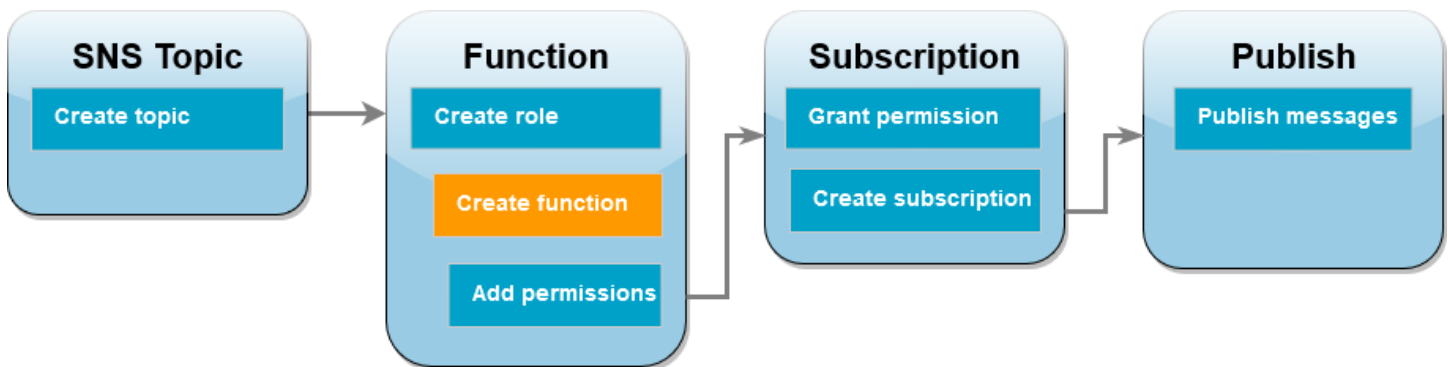 SNS Topic
Create topic
Function
Create role
Create function
Add permissions
Subscription
Grant permission
Create subscription
Publish
Publish messages